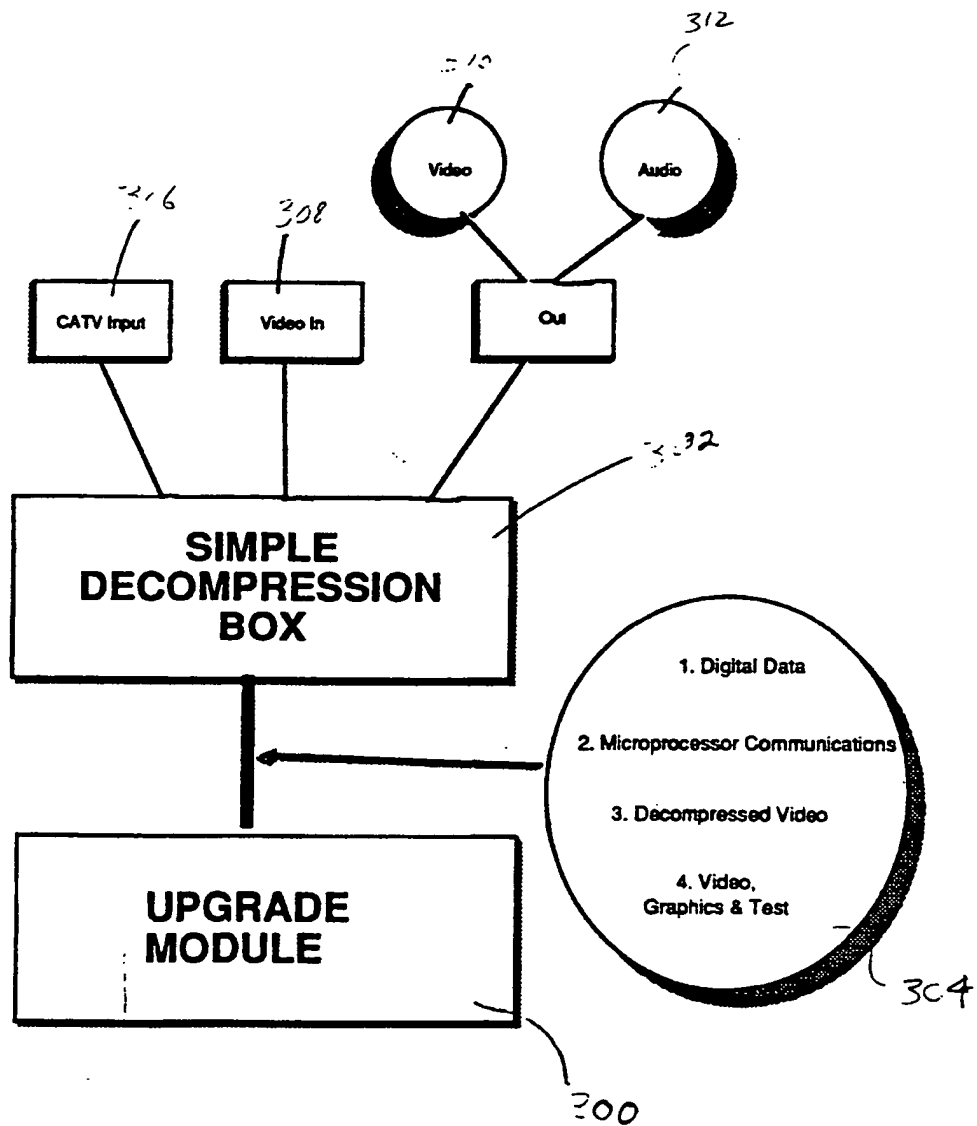 312
308
Video
Audio
CATV Input
Video In
Out
SIMPLE
DECOMPRESSION
BOX
1. Digital Data
2. Microprocessor Communications
3. Decompressed Video
4. Video,
Graphics & Test
UPGRADE
MODULE
304